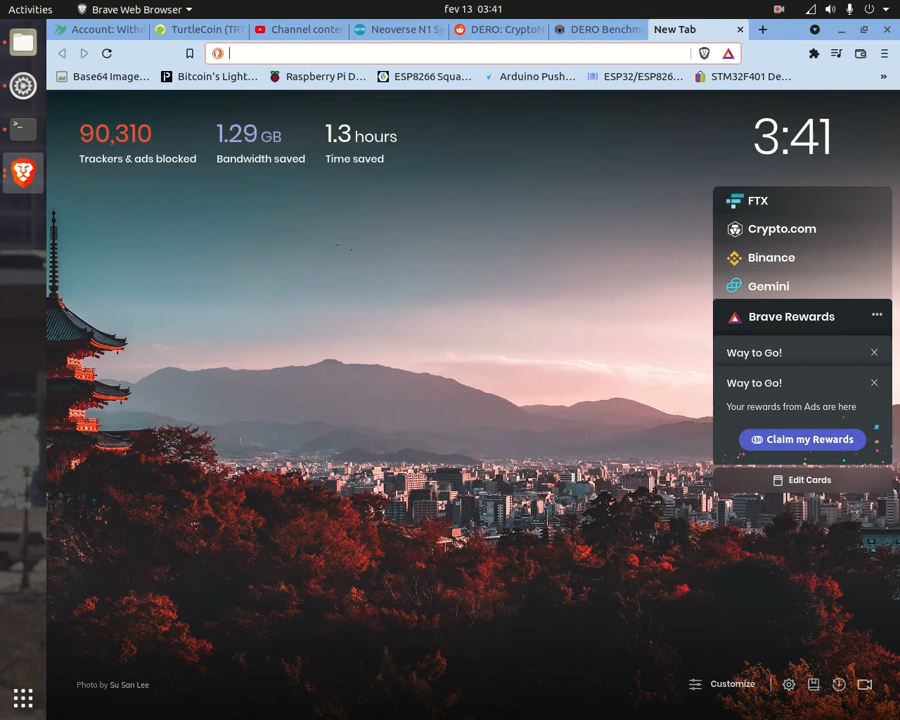 Activities
Brave Web Browser
fev 13 03:41
Account: With
TurtleCoin (TR
Channel conten
Neoverse N1 Sy
DERO: CryptoN
DERO Benchm
New Tab
Base64 Image...
Bitcoin's Light...
Raspberry Pi D...
ESP8266 Squa...
Arduino Push...
ESP32/ESP826...
STM32F401 De...
»
90,310
Trackers & ads blocked
1.29 GB
Bandwidth saved
1.3 hours
Time saved
3:41
FTX
Crypto.com
Binance
Gemini
Brave Rewards
Way to Go!
Way to Go!
Your rewards from Ads are here
Claim my Rewards
Edit Cards
Photo by Su San Lee
Customize